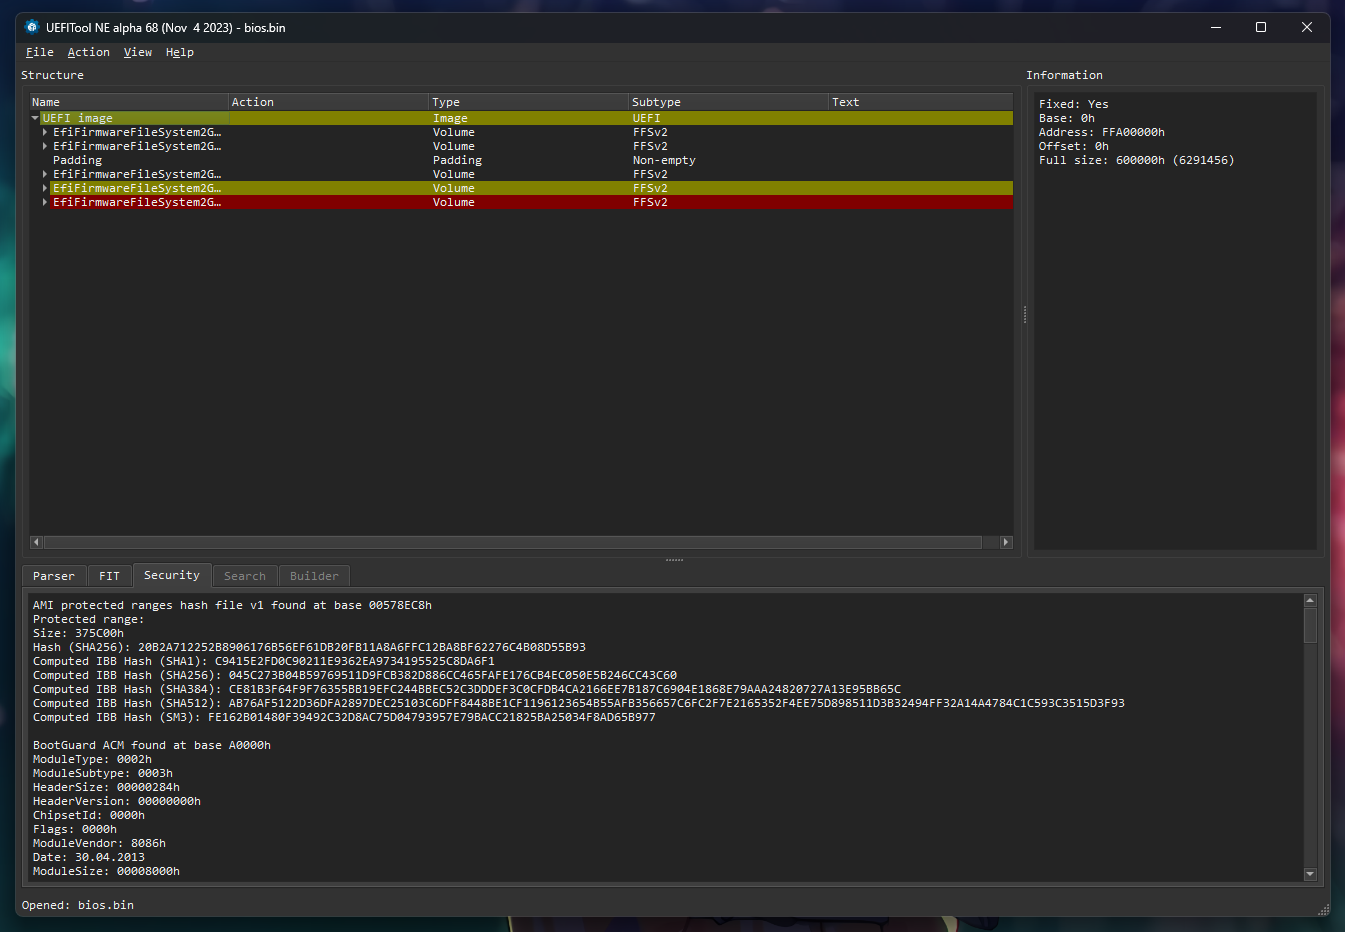 UEFITool NE alpha 68 (Nov  4 2023) - bios.bin
File Action View Help
Structure
Information
Name Action Type Subtype Text
UEFI image Image UEFI
EfiFirmwareFileSystem2G… Volume FFSv2
EfiFirmwareFileSystem2G… Volume FFSv2
Padding Padding Non-empty
EfiFirmwareFileSystem2G… Volume FFSv2
EfiFirmwareFileSystem2G… Volume FFSv2
EfiFirmwareFileSystem2G… Volume FFSv2
Fixed: Yes
Base: 0h
Address: FFA00000h
Offset: 0h
Full size: 600000h (6291456)
Parser FIT Security Search Builder
AMI protected ranges hash file v1 found at base 00578EC8h
Protected range:
Size: 375C00h
Hash (SHA256): 20B2A712252B8906176B56EF61DB20FB11A8A6FFC12BA8BF62276C4B08D55B93
Computed IBB Hash (SHA1): C9415E2FD0C90211E9362EA9734195525C8DA6F1
Computed IBB Hash (SHA256): 045C273B04B59769511D9FCB382D886CC465FAFE176CB4EC050E5B246CC43C60
Computed IBB Hash (SHA384): CE81B3F64F9F76355BB19EFC244BBEC52C3DDDEF3C0CFDB4CA2166EE7B187C6904E1868E79AAA24820727A13E95BB65C
Computed IBB Hash (SHA512): AB76AF5122D36DFA2897DEC25103C6DFF8448BE1CF1196123654B55AFB356657C6FC2F7E2165352F4EE75D898511D3B32494FF32A14A4784C1C593C3515D3F93
Computed IBB Hash (SM3): FE162B01480F39492C32D8AC75D04793957E79BACC21825BA25034F8AD65B977
BootGuard ACM found at base A0000h
ModuleType: 0002h
ModuleSubtype: 0003h
HeaderSize: 00000284h
HeaderVersion: 00000000h
ChipsetId: 0000h
Flags: 0000h
ModuleVendor: 8086h
Date: 30.04.2013
ModuleSize: 00008000h
Opened: bios.bin